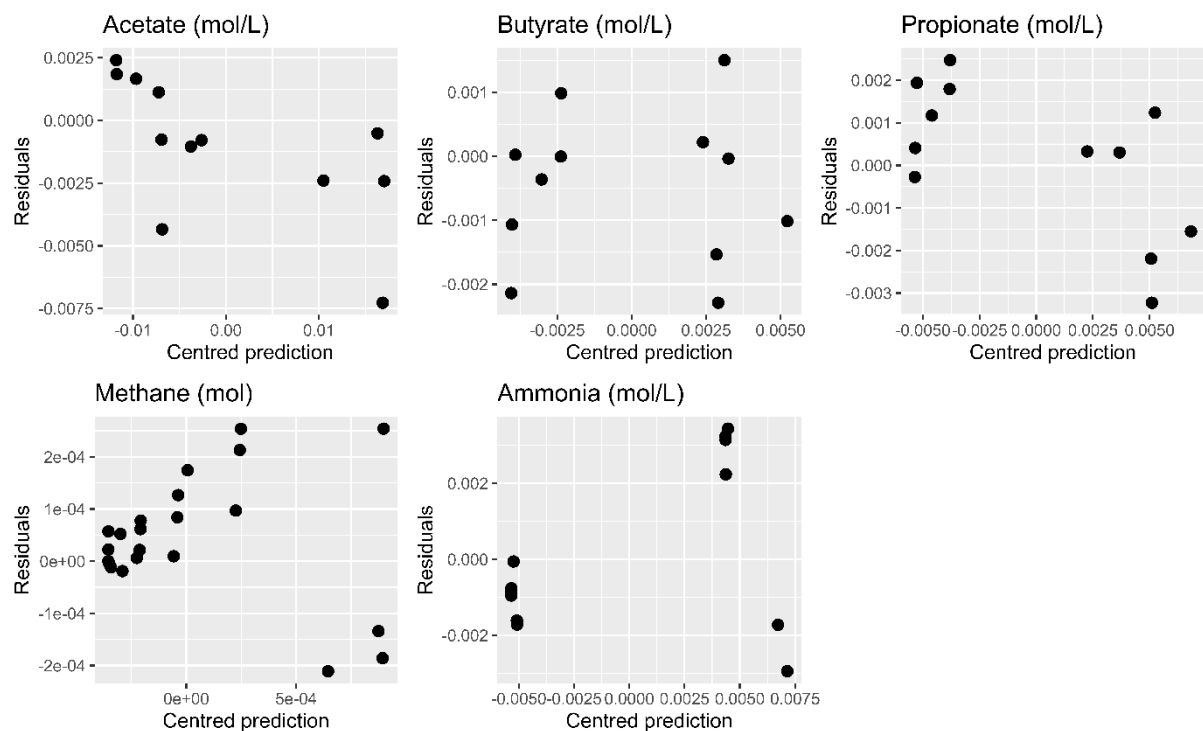 Acetate (mol/L)
0.0025
0.0000
-0.0025
-0.0050
-0.0075
Residuals
-0.01 0.00 0.01
Centred prediction
Butyrate (mol/L)
0.001
0.000
-0.001
-0.002
Residuals
-0.0025 0.0000 0.0025 0.0050
Centred prediction
Propionate (mol/L)
0.002
0.001
0.000
-0.001
-0.002
-0.003
Residuals
-0.0050 -0.0025 0.0000 0.0025 0.0050
Centred prediction
Methane (mol)
2e-04
1e-04
0e+00
-1e-04
-2e-04
Residuals
0e+00 5e-04
Centred prediction
Ammonia (mol/L)
0.002
0.000
-0.002
Residuals
-0.0050 -0.0025 0.0000 0.0025 0.0050 0.0075
Centred prediction